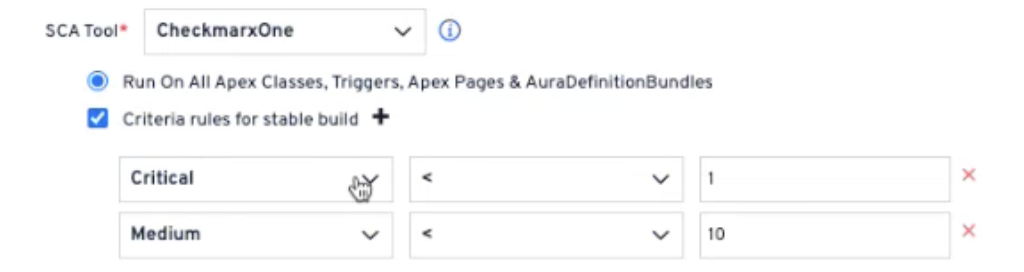 SCA Tool* CheckmarxOne
Run On All Apex Classes, Triggers, Apex Pages & AuraDefinitionBundles
Criteria rules for stable build +
Critical < 1
Medium < 10